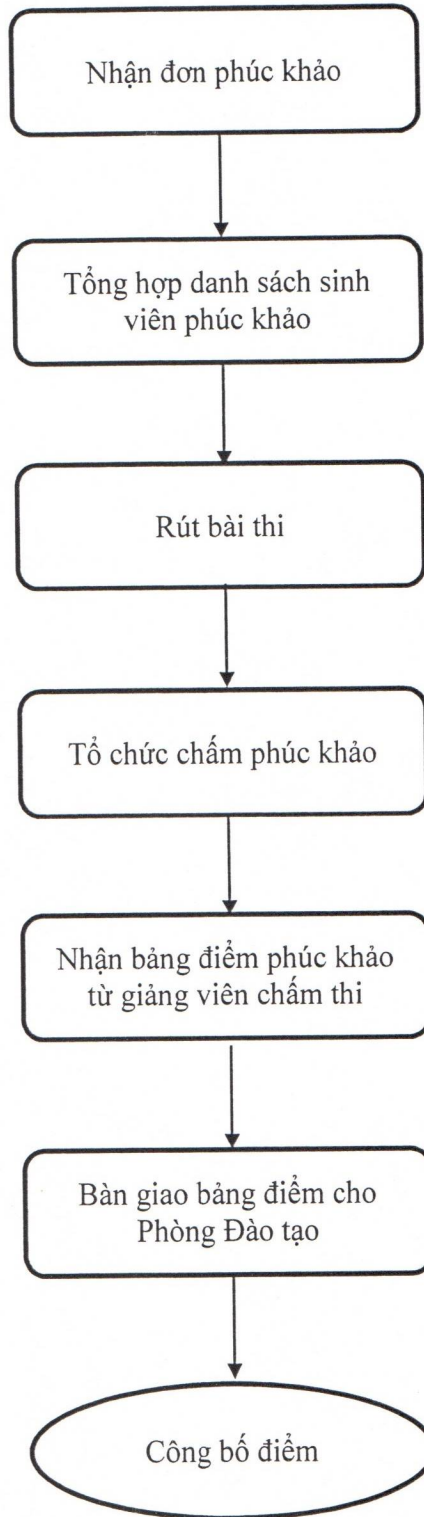 Nhận đơn phúc khảo
Tổng hợp danh sách sinh
viên phúc khảo
Rút bài thi
Tổ chức chấm phúc khảo
Nhận bảng điểm phúc khảo
từ giảng viên chấm thi
Bàn giao bảng điểm cho
Phòng Đào tạo
Công bố điểm